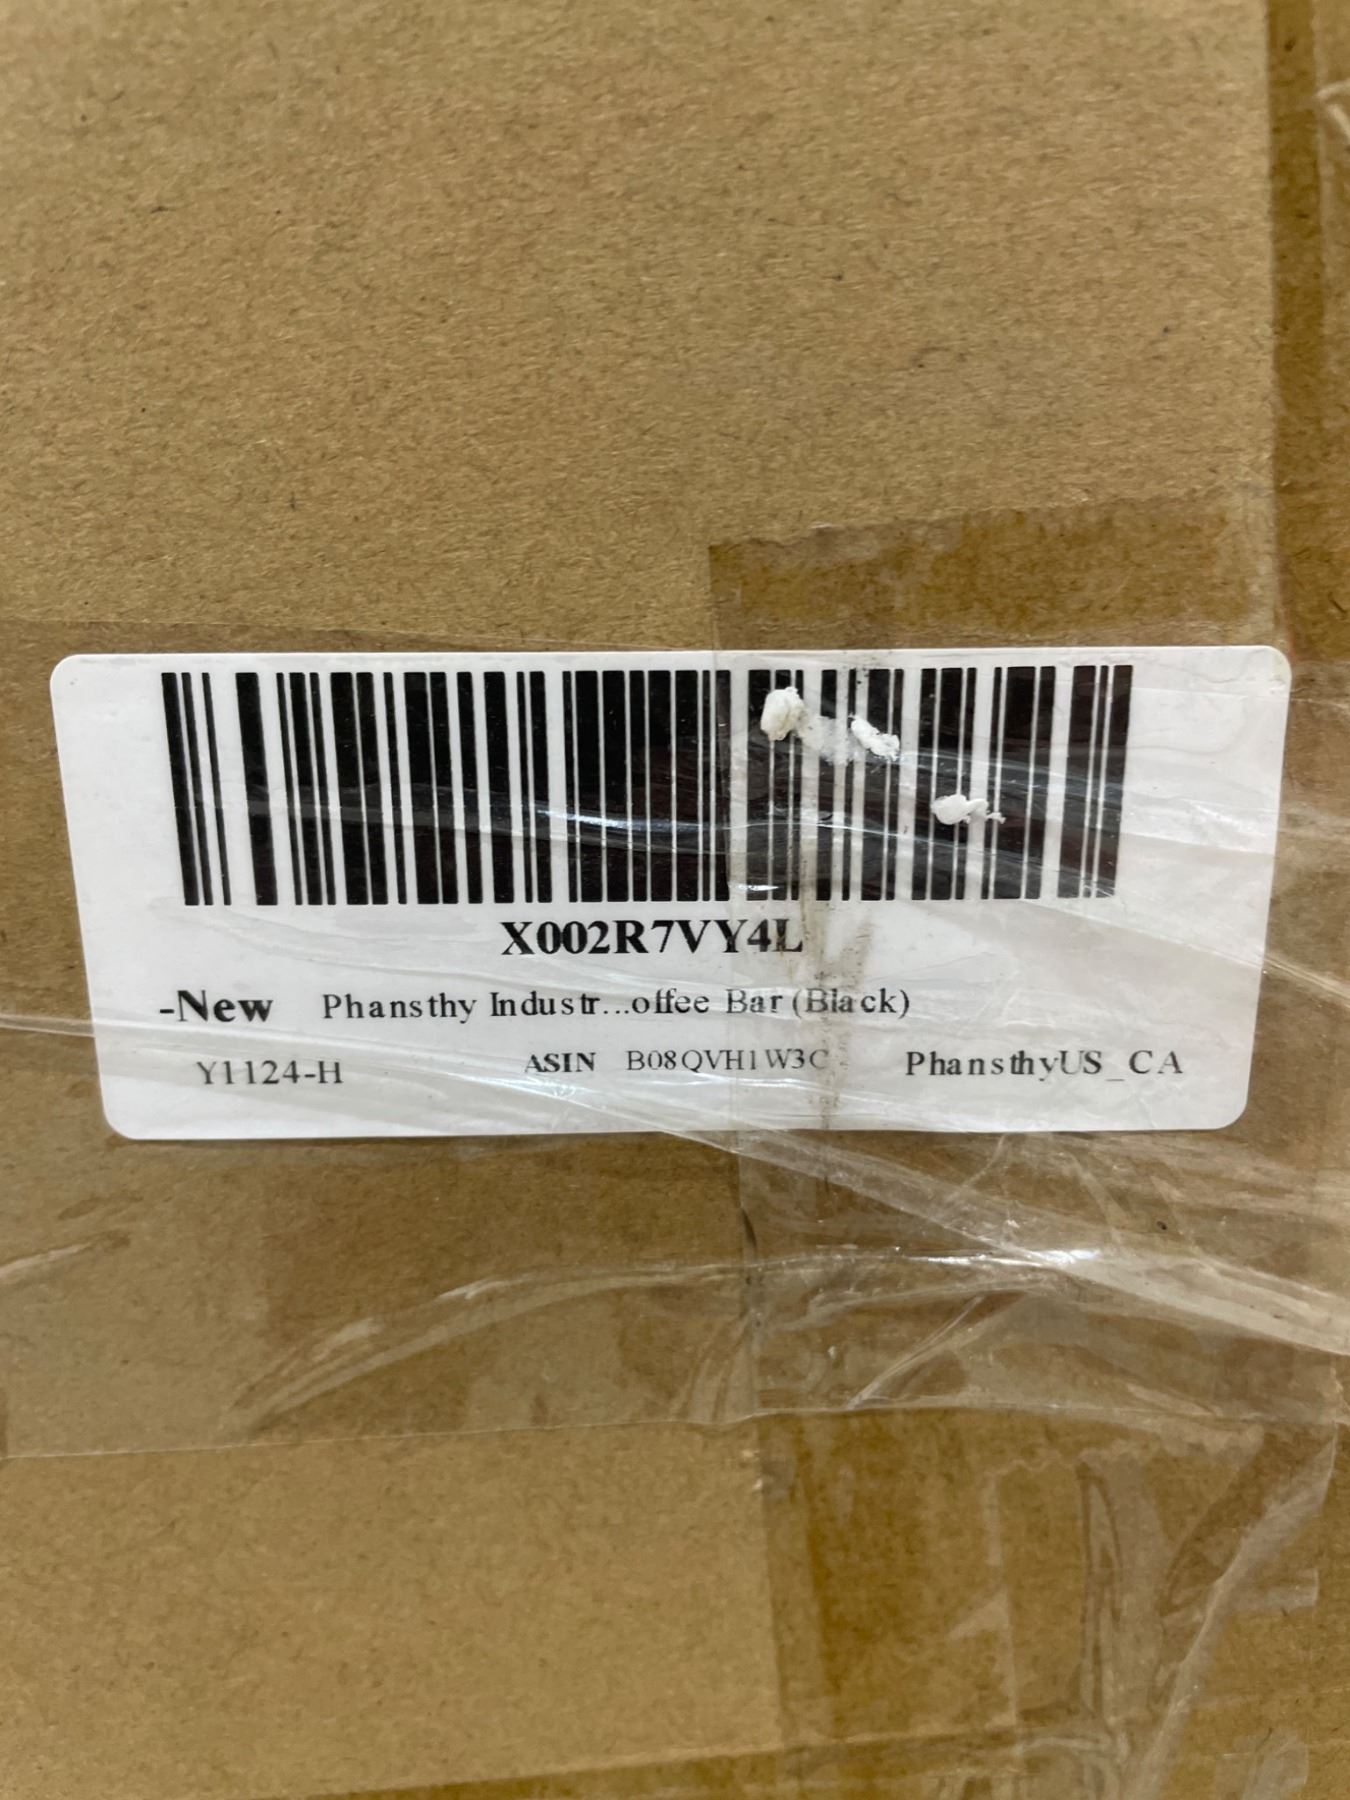 X002R7VY4L
-New Phansthy Industr...offee Bar (Black)
Y1124-H ASIN B08QVH1W3C PhansthyUS_CA